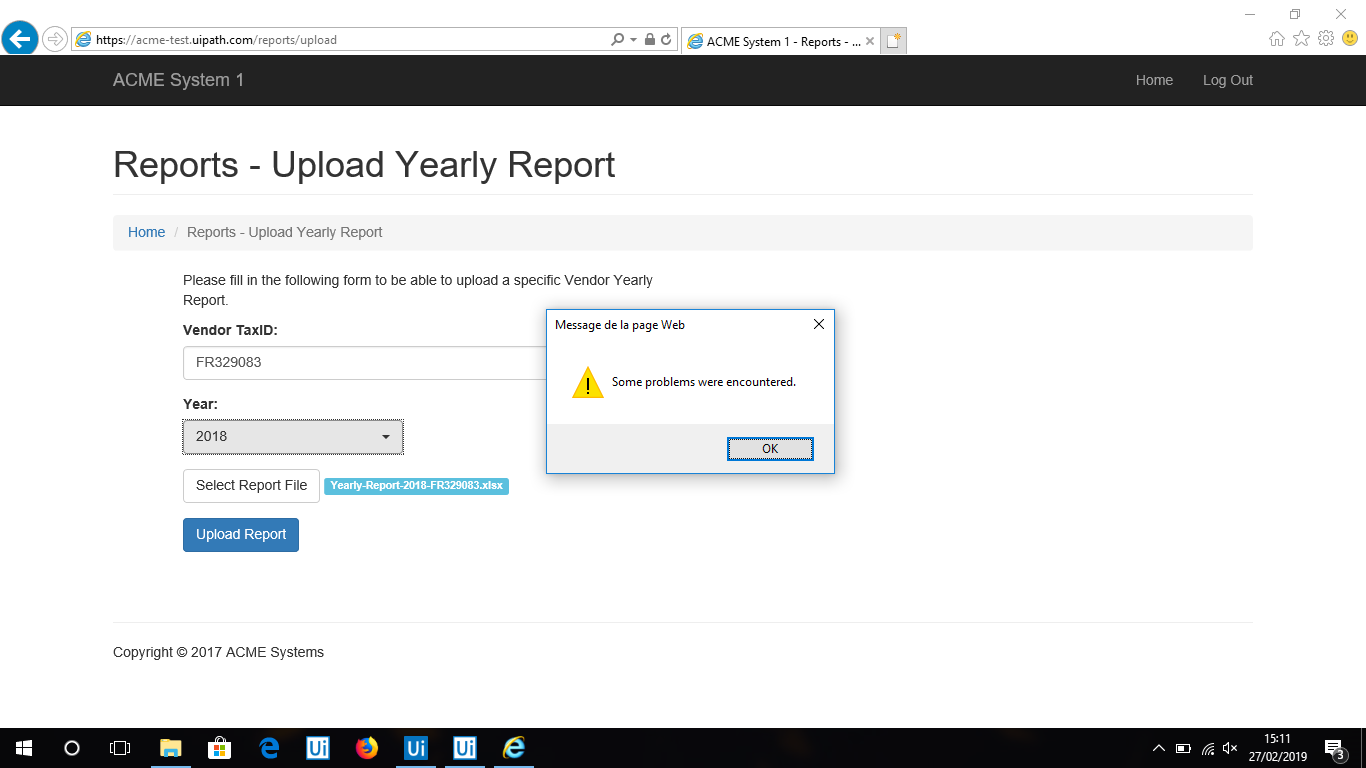 https://acme-test.uipath.com/reports/upload
ACME System 1 - Reports - ...
ACME System 1
Home
Log Out
Reports - Upload Yearly Report
Home / Reports - Upload Yearly Report
Please fill in the following form to be able to upload a specific Vendor Yearly
Report.
Vendor TaxID:
FR329083
Year:
2018
Select Report File
Yearly-Report-2018-FR329083.xlsx
Upload Report
Message de la page Web
Some problems were encountered.
OK
Copyright © 2017 ACME Systems
Ui
Ui
Ui
15:11
27/02/2019
3